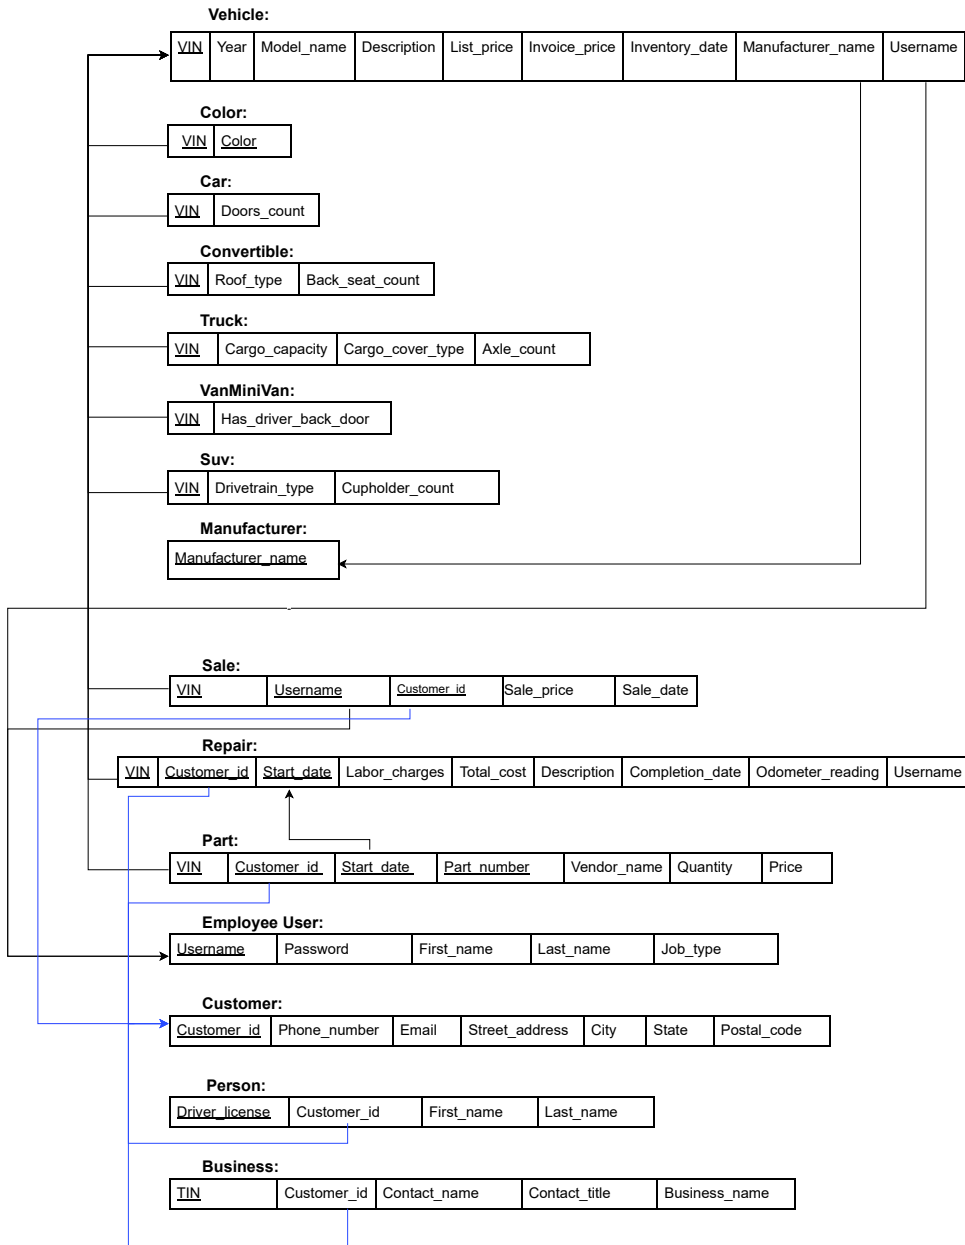 Vehicle:
VIN Year Model_name Description List_price Invoice_price Inventory_date Manufacturer_name Username
Color:
VIN Color
Car:
VIN Doors_count
Convertible:
VIN Roof_type Back_seat_count
Truck:
VIN Cargo_capacity Cargo_cover_type Axle_count
VanMiniVan:
VIN Has_driver_back_door
Suv:
VIN Drivetrain_type Cupholder_count
Manufacturer:
Manufacturer_name
Sale:
VIN Username Customer_id Sale_price Sale_date
Repair:
VIN Customer_id Start_date Labor_charges Total_cost Description Completion_date Odometer_reading Username
Part:
VIN Customer_id Start_date Part_number Vendor_name Quantity Price
Employee User:
Username Password First_name Last_name Job_type
Customer:
Customer_id Phone_number Email Street_address City State Postal_code
Person:
Driver_license Customer_id First_name Last_name
Business:
TIN Customer_id Contact_name Contact_title Business_name